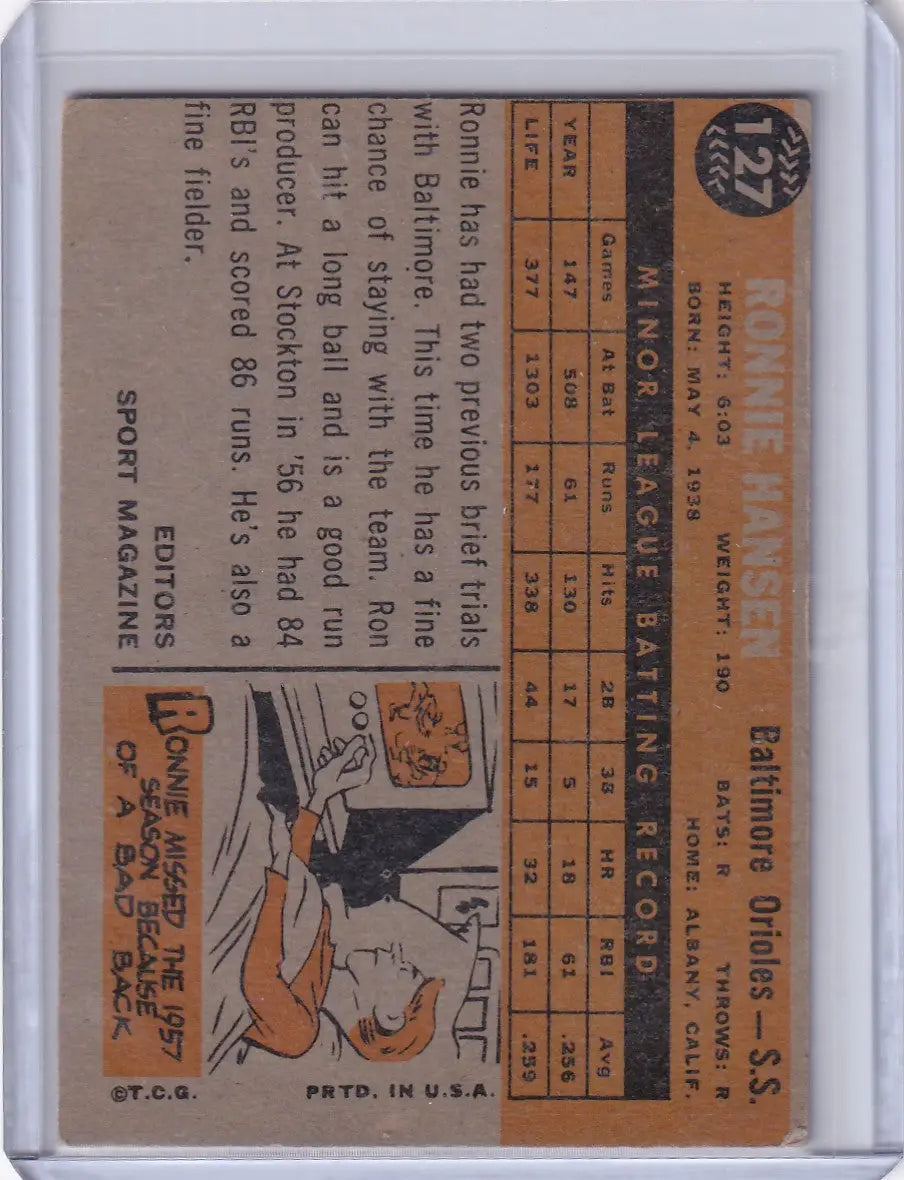 127
RONNIE HANSEN Baltimore Orioles — S.S.
HEIGHT: 6:03 WEIGHT: 190 BATS: R THROWS: R
BORN: MAY 4, 1938 HOME: ALBANY, CALIF.
MINOR LEAGUE BATTING RECORD
Games At Bat Runs Hits 2B 3B HR RBI Avg
YEAR 147 508 61 130 17 5 18 61 .256
LIFE 377 1303 177 338 44 15 32 181 .259
Ronnie has had two previous brief trials
with Baltimore. This time he has a fine
chance of staying with the team. Ron
can hit a long ball and is a good run
producer. At Stockton in '56 he had 84
RBI's and scored 86 runs. He's also a
fine fielder.
EDITORS
SPORT MAGAZINE
RONNIE MISSED THE 1957
SEASON BECAUSE
OF A BAD BACK
©T.C.G. PRTD. IN U.S.A.